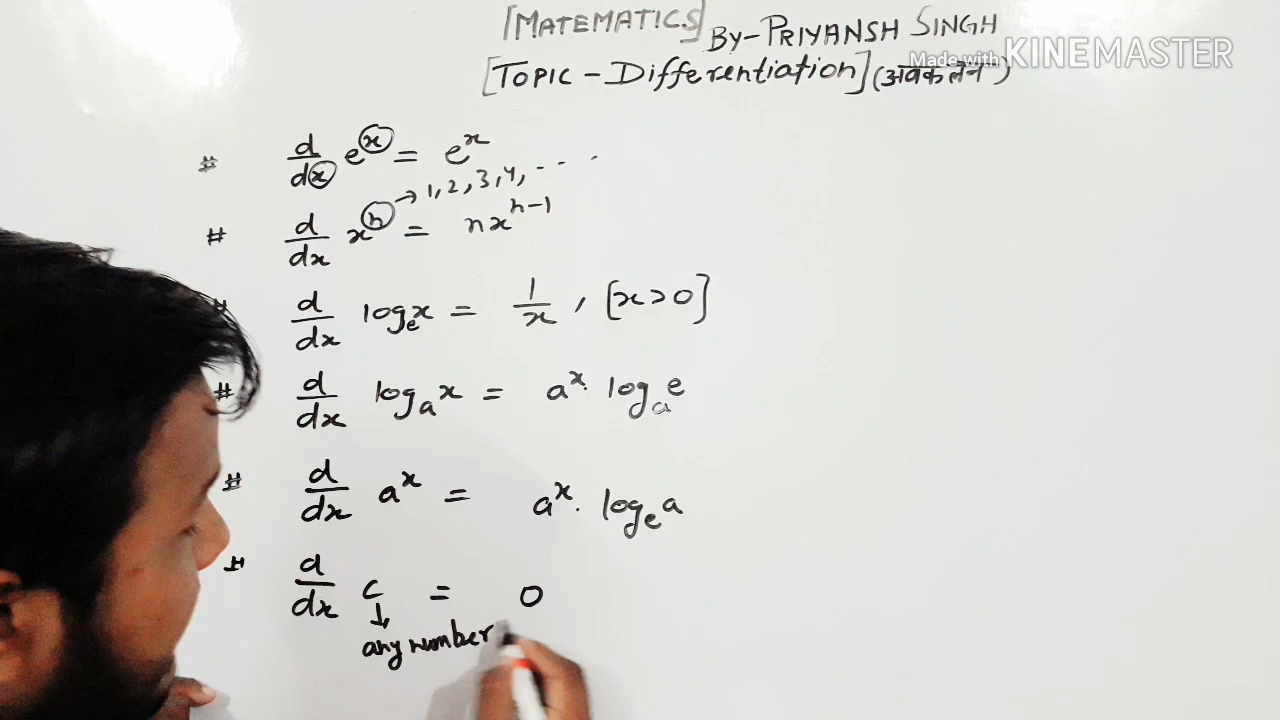 [MATEMATICS] By-PRIYANSH SINGH
Made with KINEMASTER
[TOPIC - Differentiation] (अवकलन)
# d/dx e^x = e^x
→ 1, 2, 3, 4, - - -
# d/dx x^n = nx^(n-1)
# d/dx log_e x = 1/x , [x>0]
# d/dx log_a x = a^x. log_a e
# d/dx a^x = a^x. log_e a
# d/dx c = 0
↓
any number